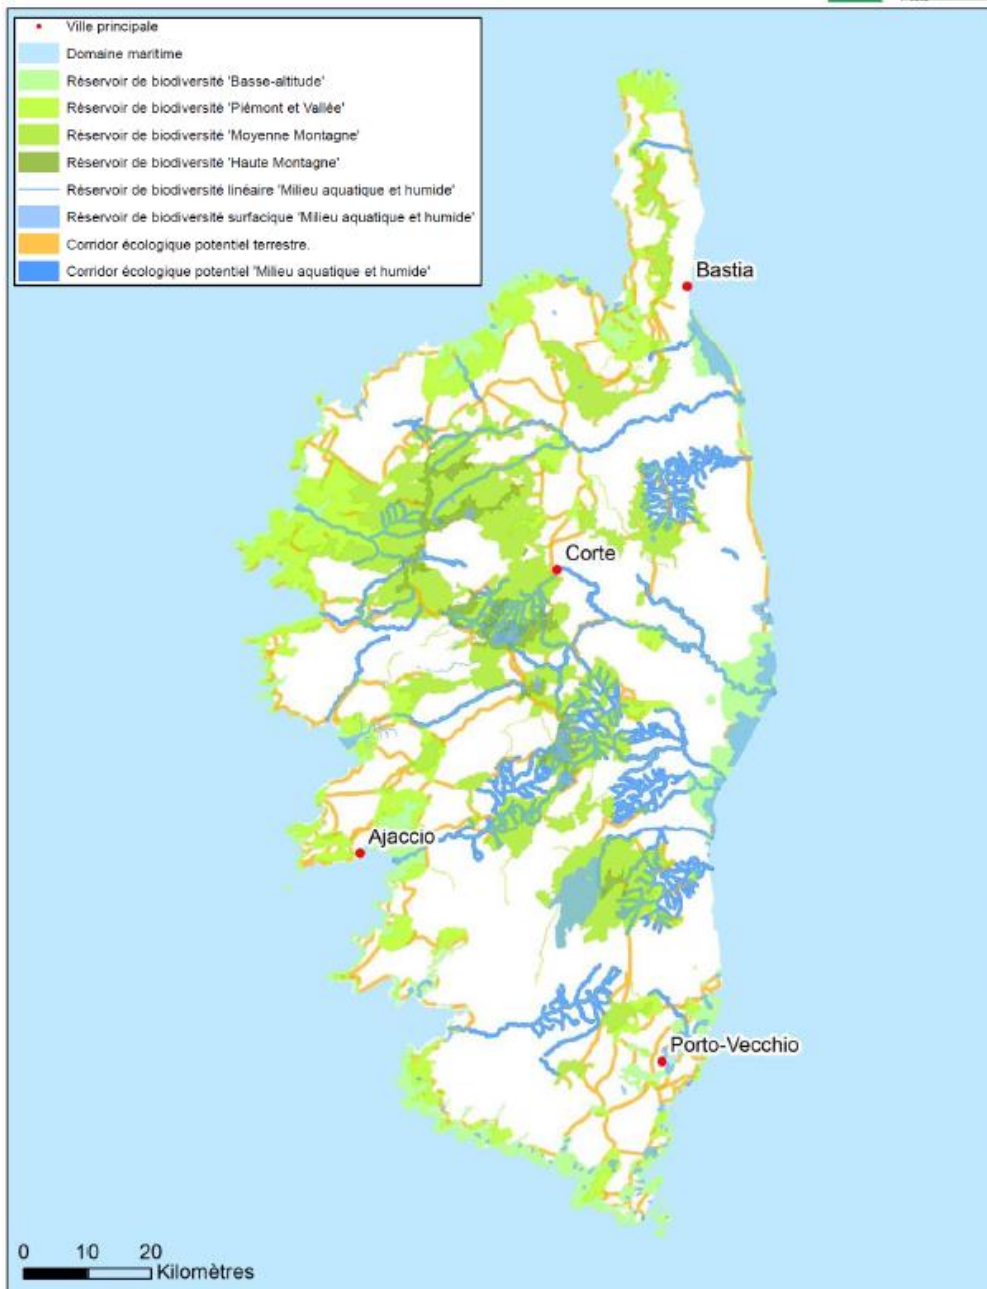 Ville principale
Domaine maritime
Réservoir de biodiversité 'Basse-altitude'
Réservoir de biodiversité 'Piémont et Vallée'
Réservoir de biodiversité 'Moyenne Montagne'
Réservoir de biodiversité 'Haute Montagne'
Réservoir de biodiversité linéaire 'Milieu aquatique et humide'
Réservoir de biodiversité surfacique 'Milieu aquatique et humide'
Corridor écologique potentiel terrestre.
Corridor écologique potentiel 'Milieu aquatique et humide'
Bastia
Corte
Ajaccio
Porto-Vecchio
0 10 20
Kilomètres